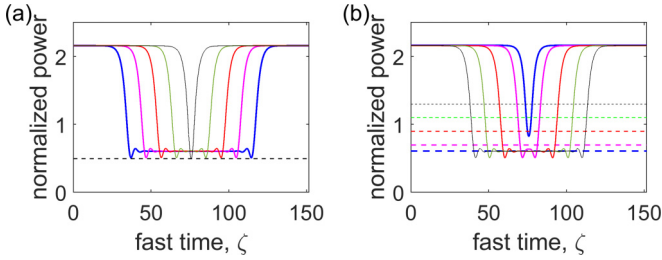 (a)
normalized power
2
1
0
0 50 100 150
fast time, ζ
(b)
normalized power
2
1
0
0 50 100 150
fast time, ζ